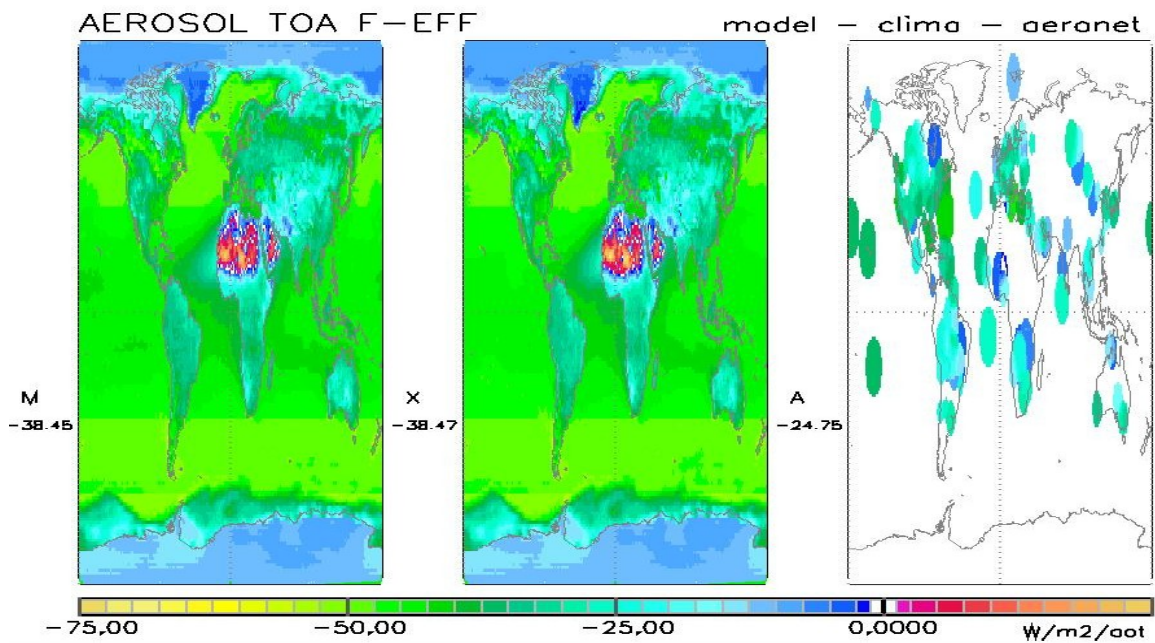 AEROSOL TOA F-EFF
model - clima - aeranet
M
-38.45
X
-38.47
A
-24.75
-75,00 -50,00 -25,00 0,0000 W/m2/aot